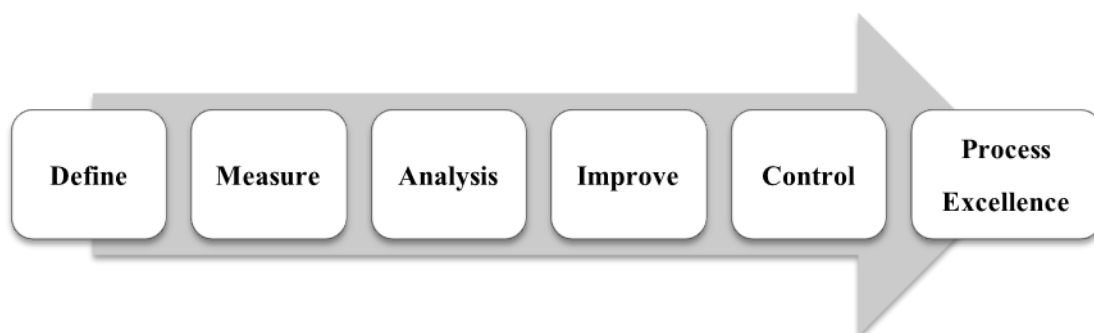 Define
Measure
Analysis
Improve
Control
Process
Excellence